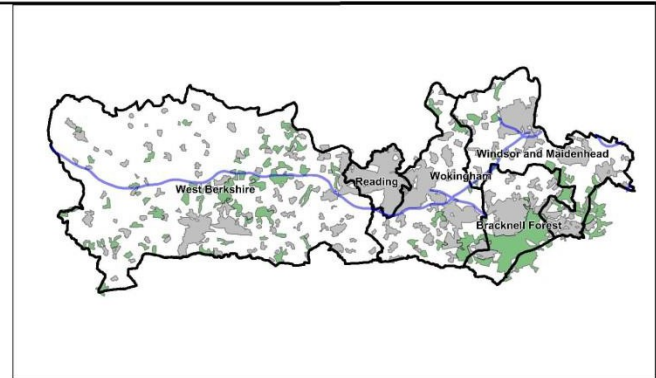 Windsor and Maidenhead
Wokingham
Reading
West Berkshire
Bracknell Forest